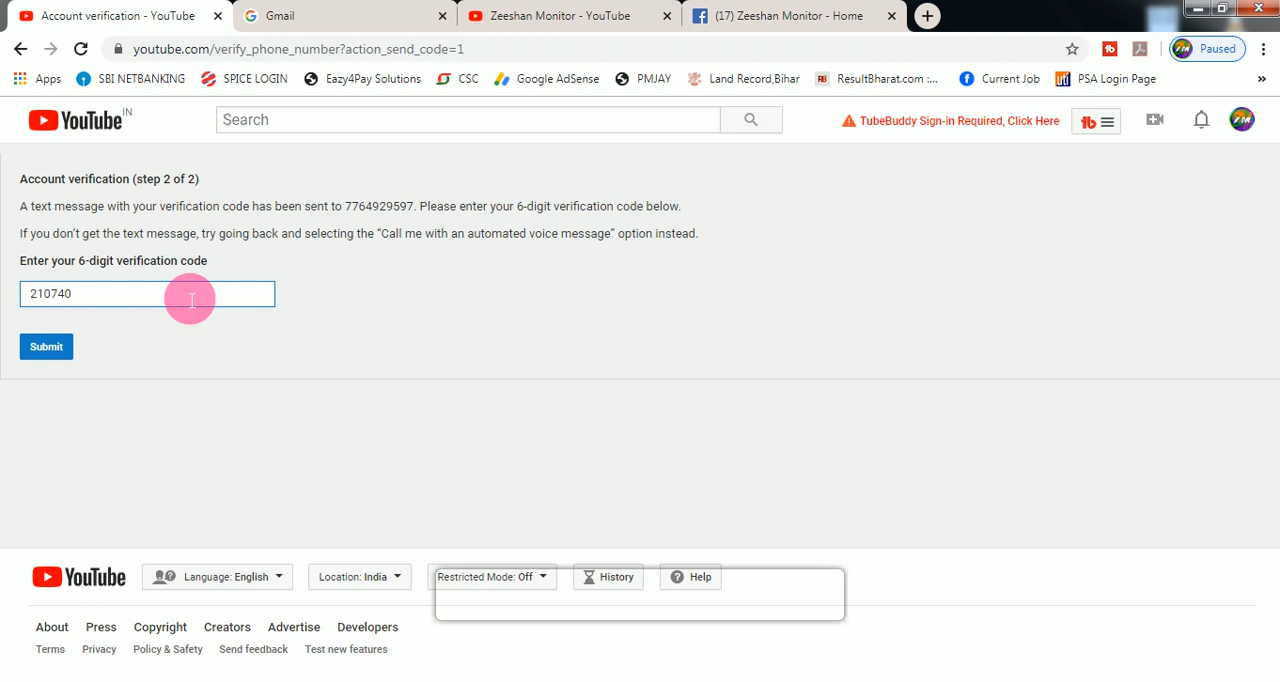 Account verification - YouTube
Gmail
Zeeshan Monitor - YouTube
(17) Zeeshan Monitor - Home
youtube.com/verify_phone_number?action_send_code=1
Paused
Apps
SBI NETBANKING
SPICE LOGIN
Eazy4Pay Solutions
CSC
Google AdSense
PMJAY
Land Record,Bihar
ResultBharat.com :...
Current Job
PSA Login Page
YouTube IN
Search
TubeBuddy Sign-in Required, Click Here
Account verification (step 2 of 2)
A text message with your verification code has been sent to 7764929597. Please enter your 6-digit verification code below.
If you don't get the text message, try going back and selecting the “Call me with an automated voice message” option instead.
Enter your 6-digit verification code
210740
Submit
YouTube
Language: English
Location: India
Restricted Mode: Off
History
Help
About Press Copyright Creators Advertise Developers
Terms Privacy Policy & Safety Send feedback Test new features